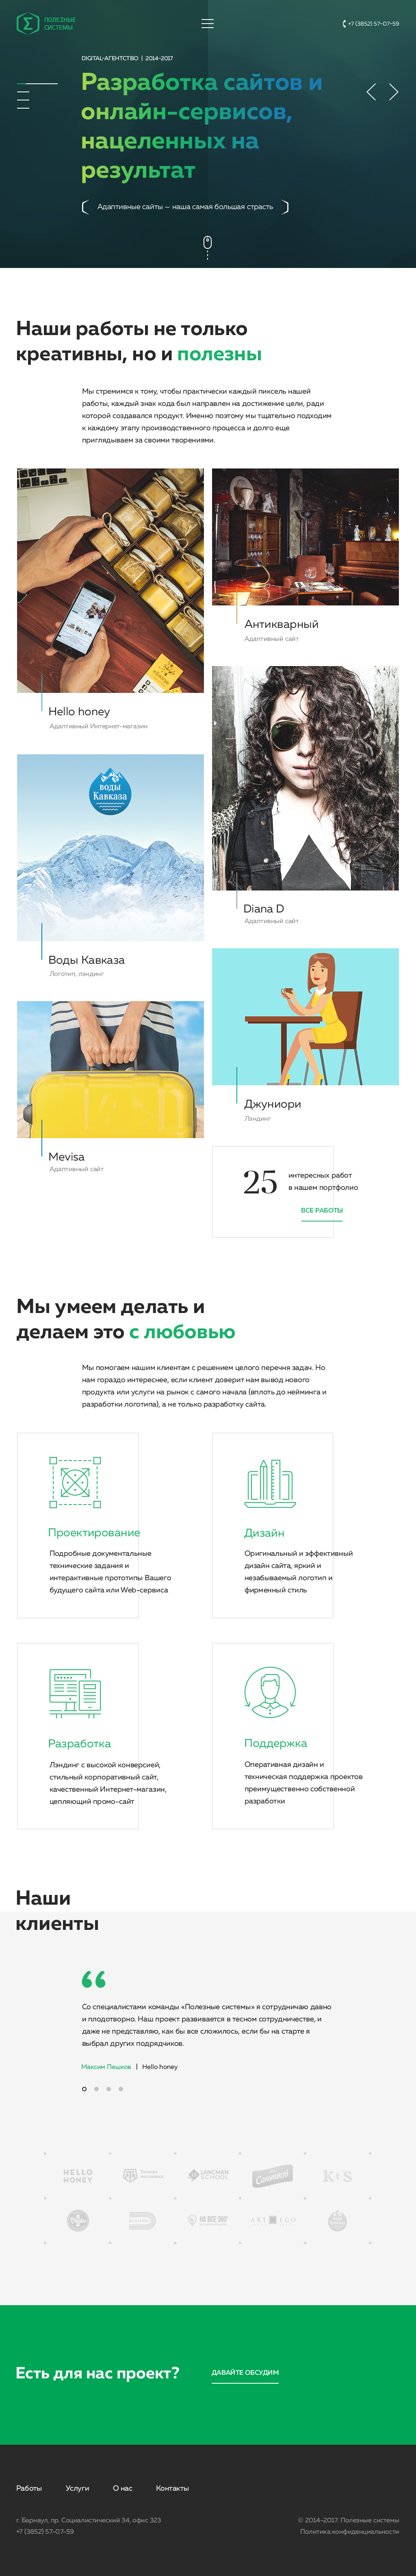 ПОЛЕЗНЫЕ
СИСТЕМЫ
+7 (3852) 57-07-59
DIGITAL-АГЕНТСТВО | 2014-2017
Разработка сайтов и
онлайн-сервисов,
нацеленных на
результат
Адаптивные сайты — наша самая большая страсть
Наши работы не только
креативны, но и полезны
Мы стремимся к тому, чтобы практически каждый пиксель нашей
работы, каждый знак кода был направлен на достижение цели, ради
которой создавался продукт. Именно поэтому мы тщательно подходим
к каждому этапу производственного процесса и долго еще
приглядываем за своими творениями.
Hello honey
Адаптивный Интернет-магазин
Антикварный
Адаптивный сайт
воды
Кавказа
Воды Кавказа
Логотип, лэндинг
Diana D
Адаптивный сайт
Mevisa
Адаптивный сайт
Джуниори
Лэндинг
25
интересных работ
в нашем портфолио
ВСЕ РАБОТЫ
Мы умеем делать и
делаем это с любовью
Мы помогаем нашим клиентам с решением целого перечня задач. Но
нам гораздо интереснее, если клиент доверит нам вывод нового
продукта или услуги на рынок с самого начала (вплоть до нейминга и
разработки логотипа), а не только разработку сайта.
Проектирование
Подробные документальные
технические задания и
интерактивные прототипы Вашего
будущего сайта или Web-сервиса
Дизайн
Оригинальный и эффективный
дизайн сайта, яркий и
незабываемый логотип и
фирменный стиль
Разработка
Лэндинг с высокой конверсией,
стильный корпоративный сайт,
качественный Интернет-магазин,
цепляющий промо-сайт
Поддержка
Оперативная дизайн и
техническая поддержка проектов
преимущественно собственной
разработки
Наши
клиенты
Со специалистами команды «Полезные системы» я сотрудничаю давно
и плодотворно. Наш проект развивается в тесном сотрудничестве, и
даже не представляю, как бы все сложилось, если бы на старте я
выбрал других подрядчиков.
Максим Пешков | Hello honey
HELLO
HONEY
LANGMAN
SCHOOL
K S
НА ВСЕ 360°
ART EGO
Есть для нас проект?
ДАВАЙТЕ ОБСУДИМ
Работы
Услуги
О нас
Контакты
г. Барнаул, пр. Социалистический 34, офис 323
+7 (3852) 57-07-59
© 2014-2017. Полезные системы
Политика конфиденциальности